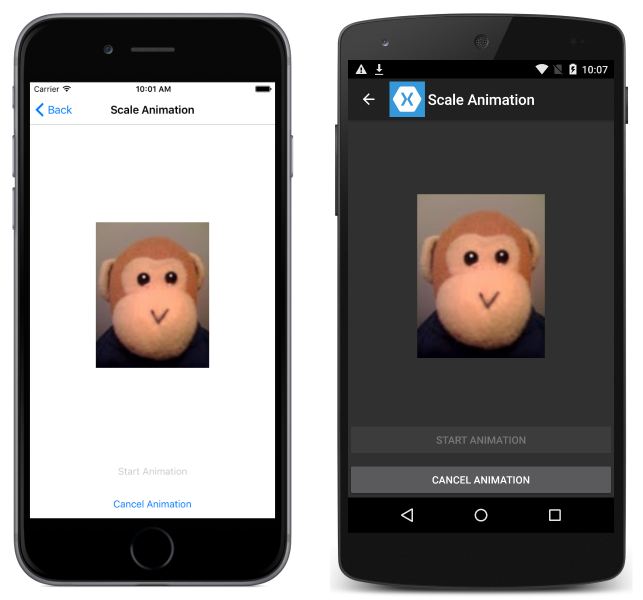 Carrier 10:01 AM
Back Scale Animation
Start Animation
Cancel Animation
10:07
Scale Animation
START ANIMATION
CANCEL ANIMATION